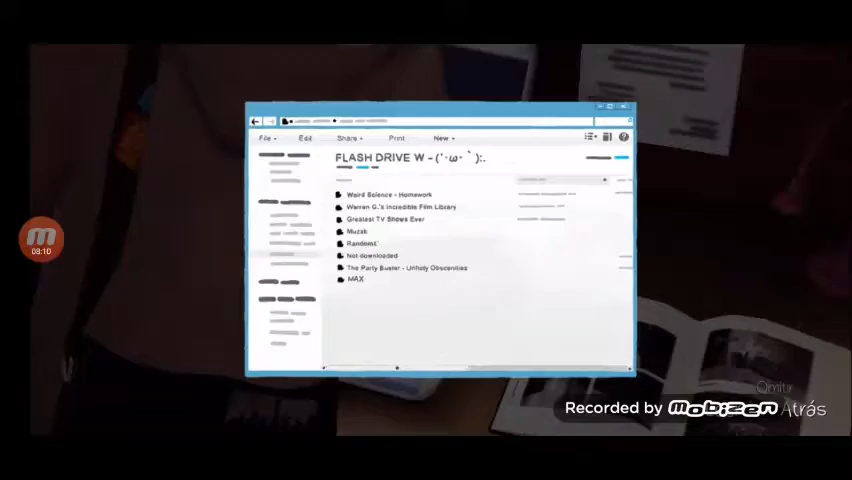 File
Edit
Share
Print
New
FLASH DRIVE W -(´･ω･`):.
Weird Science - Homework
Warren G.'s Incredible Film Library
Greatest TV Shows Ever
Muzak
Not downloaded
The Party Buster - Unholy Obscenities
MAX
08:10
Omitir
Recorded by Mobizen
Atrás